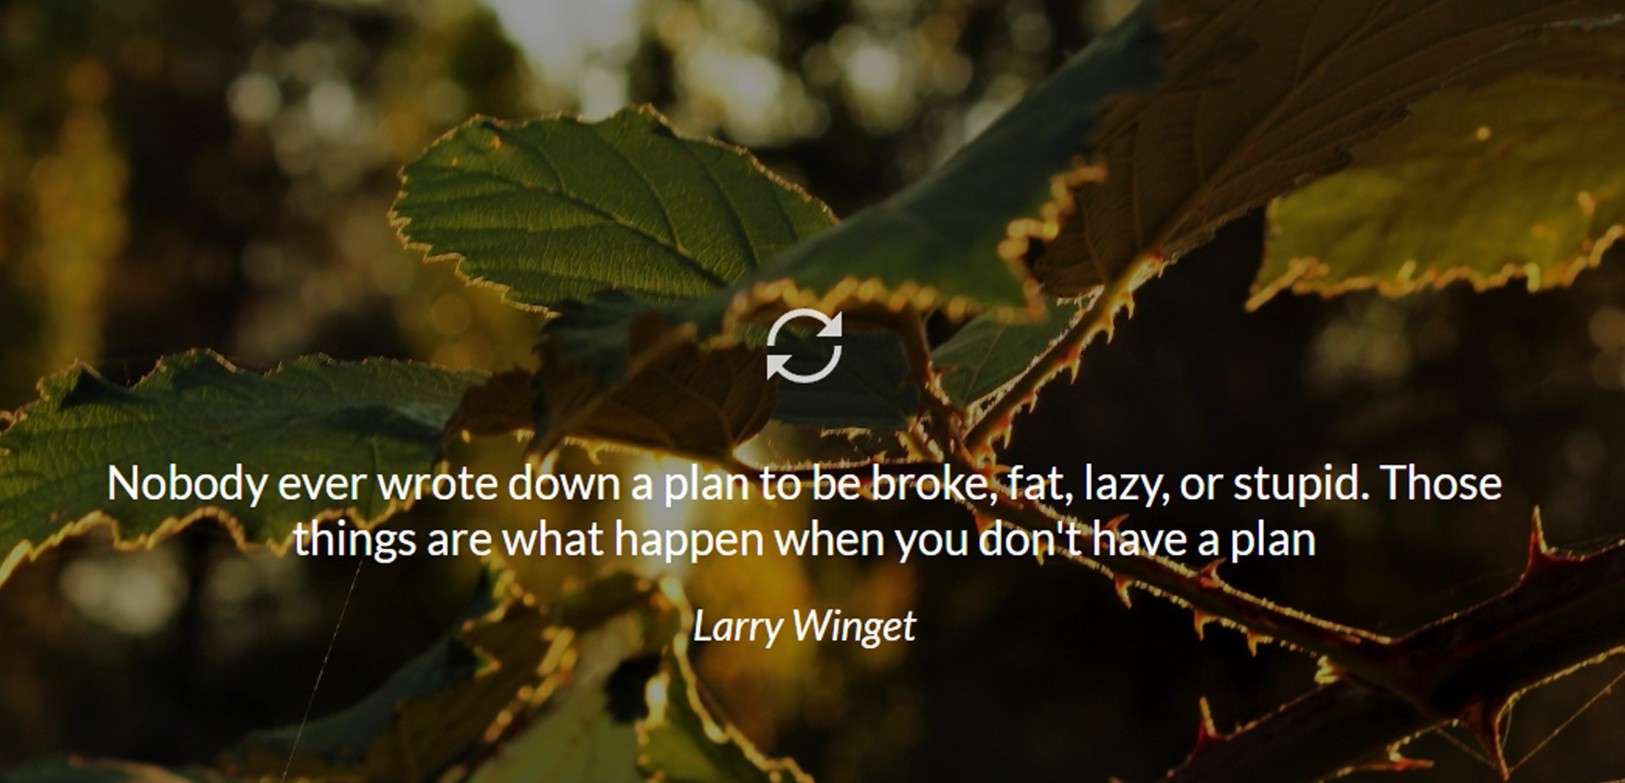 Nobody ever wrote down a plan to be broke, fat, lazy, or stupid. Those
things are what happen when you don't have a plan
Larry Winget